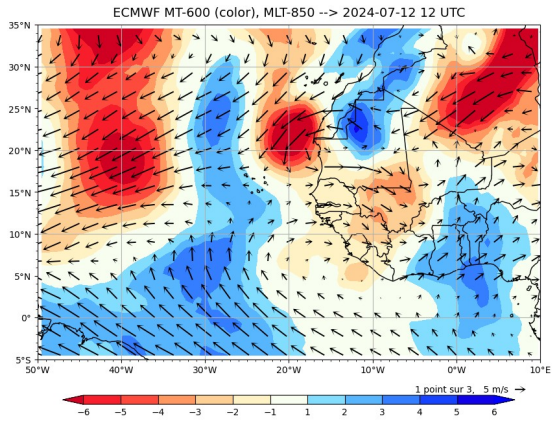 ECMWF MT-600 (color), MLT-850 --> 2024-07-12 12 UTC
35°N
30°N
25°N
20°N
15°N
10°N
5°N
0°
5°S
50°W 40°W 30°W 20°W 10°W 0°W 10°E
1 point sur 3, 5 m/s
−6 −5 −4 −3 −2 −1 1 2 3 4 5 6